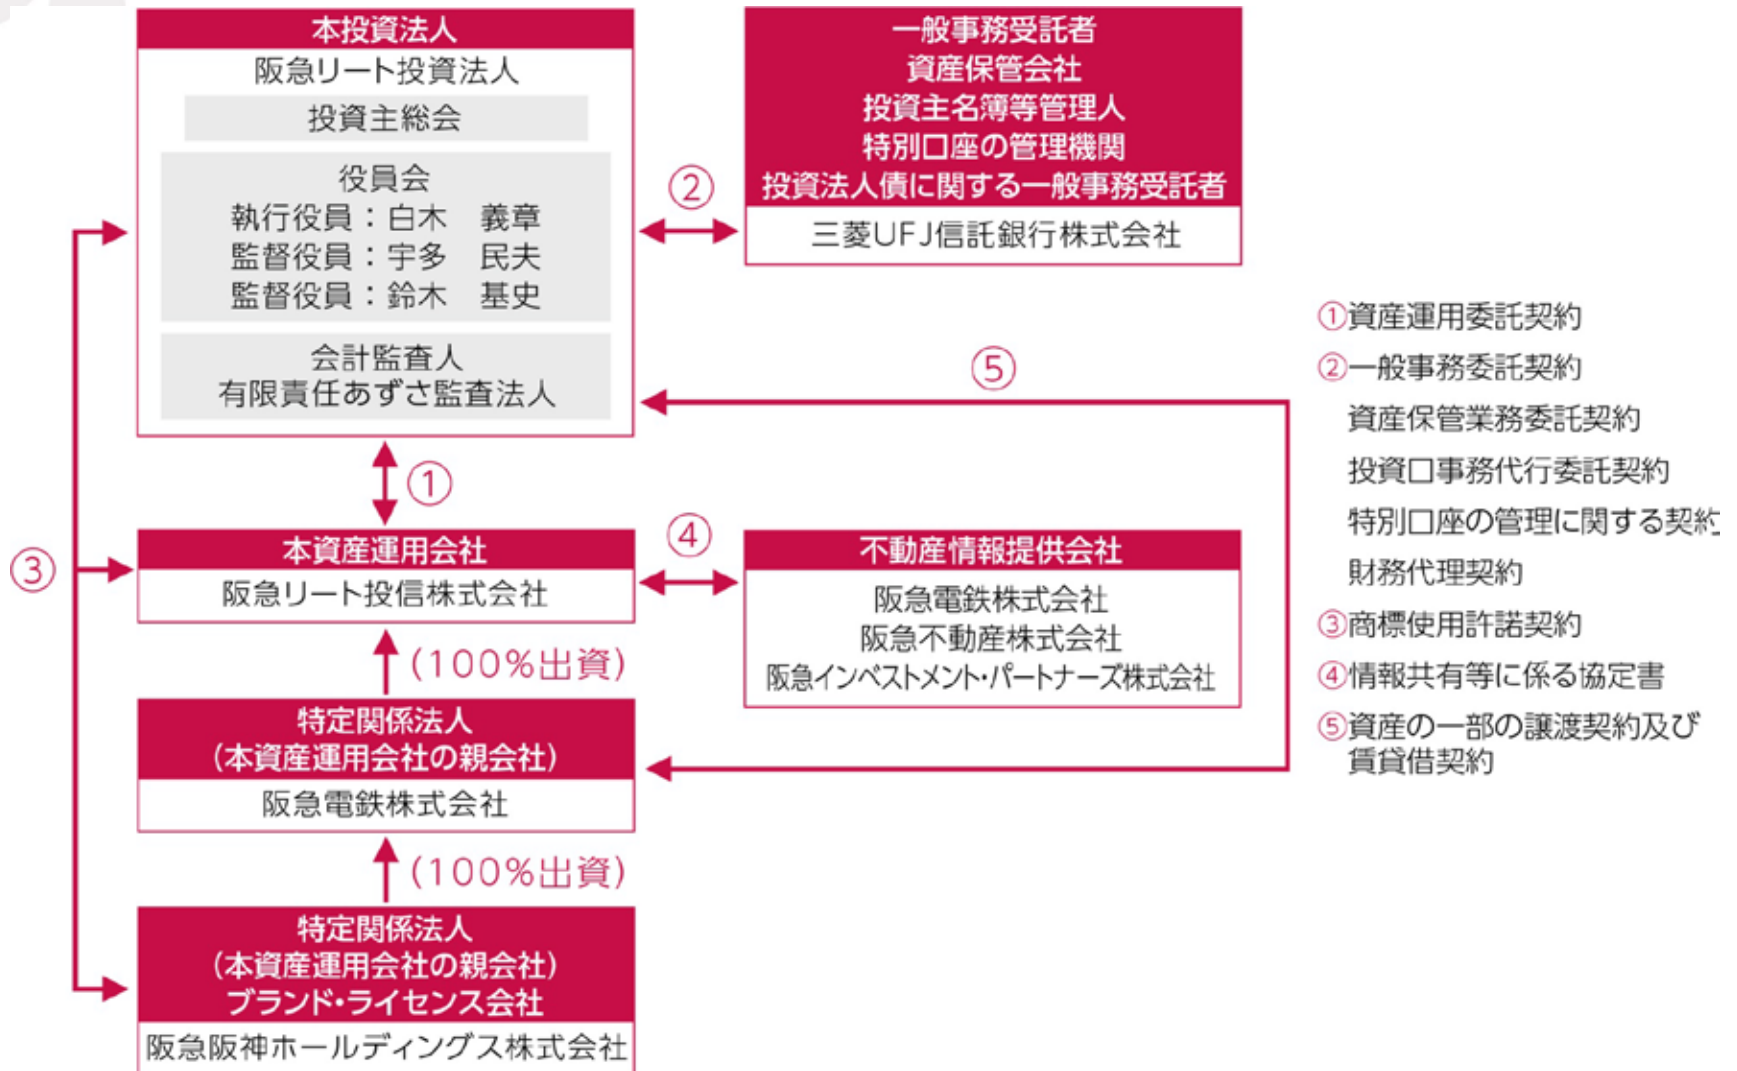 本投資法人
阪急リート投資法人
投資主総会
役員会
執行役員：白木　義章
監督役員：宇多　民夫
監督役員：鈴木　基史
会計監査人
有限責任あずさ監査法人
一般事務受託者
資産保管会社
投資主名簿等管理人
特別口座の管理機関
投資法人債に関する一般事務受託者
三菱UFJ信託銀行株式会社
②
⑤
①
③
④
本資産運用会社
阪急リート投信株式会社
不動産情報提供会社
阪急電鉄株式会社
阪急不動産株式会社
阪急インベストメント・パートナーズ株式会社
(100%出資)
特定関係法人
(本資産運用会社の親会社)
阪急電鉄株式会社
(100%出資)
特定関係法人
(本資産運用会社の親会社)
ブランド・ライセンス会社
阪急阪神ホールディングス株式会社
①資産運用委託契約
②一般事務委託契約
資産保管業務委託契約
投資口事務代行委託契約
特別口座の管理に関する契約
財務代理契約
③商標使用許諾契約
④情報共有等に係る協定書
⑤資産の一部の譲渡契約及び
賃貸借契約